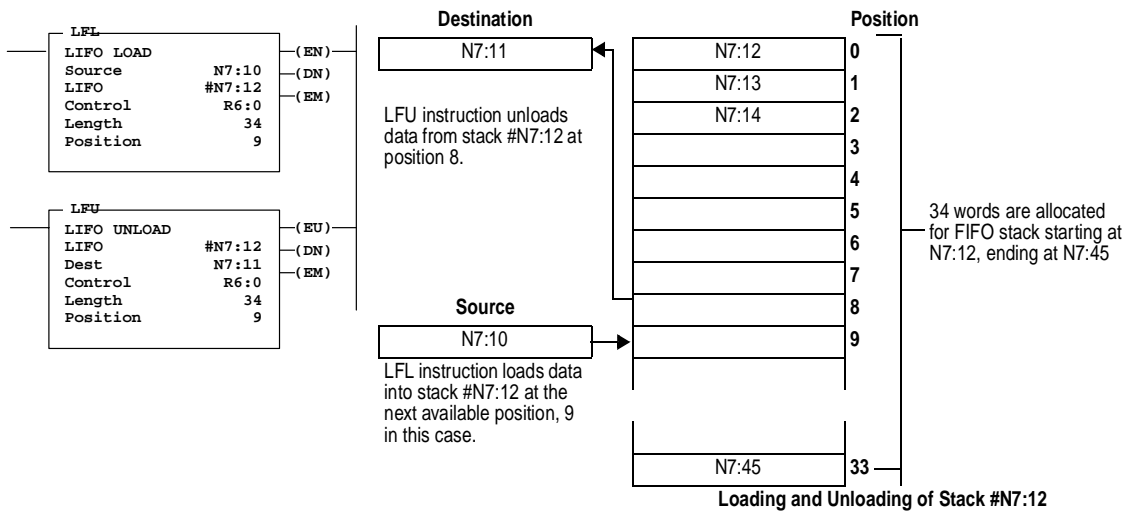 LFL
LIFO LOAD
Source N7:10
LIFO #N7:12
Control R6:0
Length 34
Position 9
(EN)
(DN)
(EM)
LFU
LIFO UNLOAD
LIFO #N7:12
Dest N7:11
Control R6:0
Length 34
Position 9
(EU)
(DN)
(EM)
Destination
N7:11
LFU instruction unloads
data from stack #N7:12 at
position 8.
Source
N7:10
LFL instruction loads data
into stack #N7:12 at the
next available position, 9
in this case.
Position
N7:12 0
N7:13 1
N7:14 2
3
4
5
6
7
8
9
N7:45 33
34 words are allocated
for FIFO stack starting at
N7:12, ending at N7:45
Loading and Unloading of Stack #N7:12